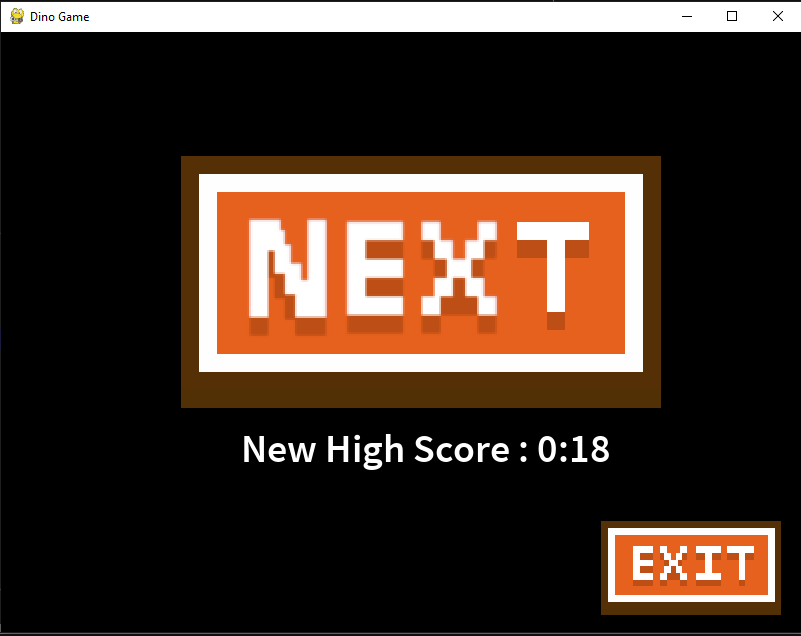 Dino Game
NEXT
New High Score : 0:18
EXIT